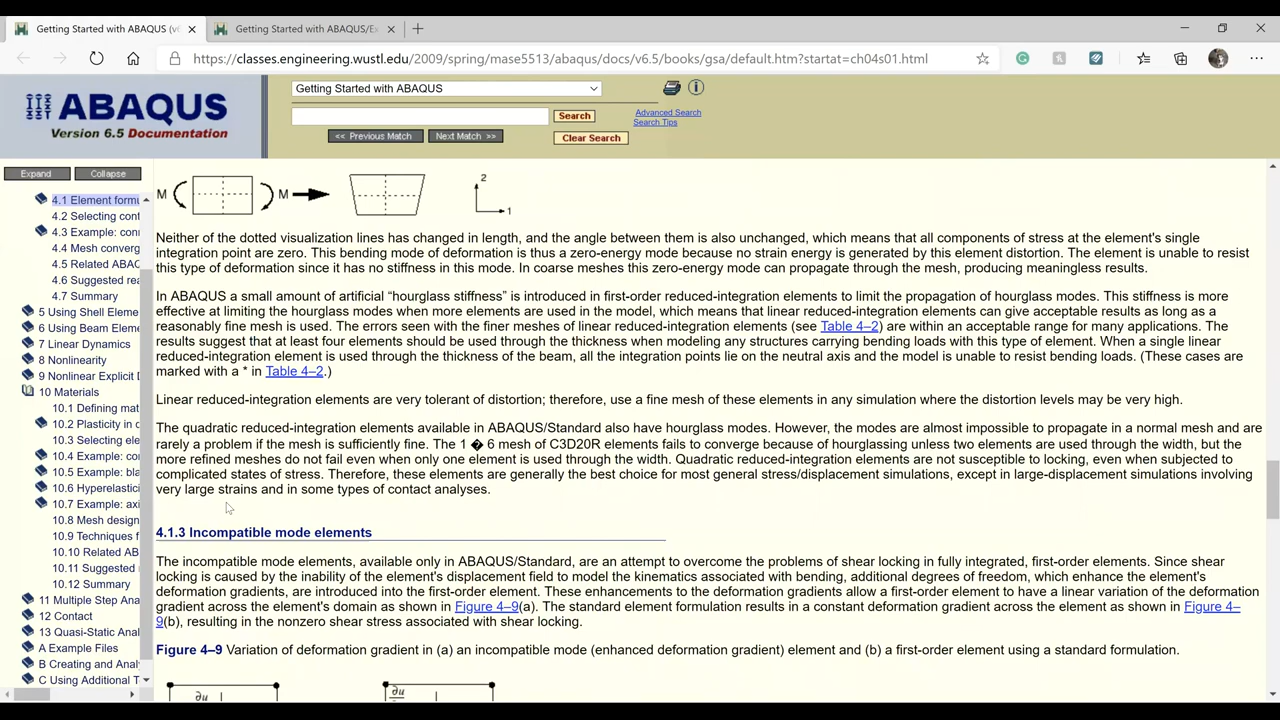 Getting Started with ABAQUS (v6
Getting Started with ABAQUS/Ex
https://classes.engineering.wustl.edu/2009/spring/mase5513/abaqus/docs/v6.5/books/gsa/default.htm?startat=ch04s01.html
ABAQUS
Version 6.5 Documentation
Getting Started with ABAQUS
Search
Advanced Search
Search Tips
<< Previous Match
Next Match >>
Clear Search
Expand
Collapse
4.1 Element formu
4.2 Selecting cont
4.3 Example: conn
4.4 Mesh converg
4.5 Related ABAC
4.6 Suggested rea
4.7 Summary
5 Using Shell Eleme
6 Using Beam Eleme
7 Linear Dynamics
8 Nonlinearity
9 Nonlinear Explicit D
10 Materials
10.1 Defining mat
10.2 Plasticity in d
10.3 Selecting ele
10.4 Example: cor
10.5 Example: bla
10.6 Hyperelastici
10.7 Example: axi
10.8 Mesh design
10.9 Techniques f
10.10 Related AB
10.11 Suggested
10.12 Summary
11 Multiple Step Ana
12 Contact
13 Quasi-Static Anal
A Example Files
B Creating and Analy
C Using Additional T
M M 2 1
Neither of the dotted visualization lines has changed in length, and the angle between them is also unchanged, which means that all components of stress at the element's single
integration point are zero. This bending mode of deformation is thus a zero-energy mode because no strain energy is generated by this element distortion. The element is unable to resist
this type of deformation since it has no stiffness in this mode. In coarse meshes this zero-energy mode can propagate through the mesh, producing meaningless results.
In ABAQUS a small amount of artificial “hourglass stiffness” is introduced in first-order reduced-integration elements to limit the propagation of hourglass modes. This stiffness is more
effective at limiting the hourglass modes when more elements are used in the model, which means that linear reduced-integration elements can give acceptable results as long as a
reasonably fine mesh is used. The errors seen with the finer meshes of linear reduced-integration elements (see Table 4–2) are within an acceptable range for many applications. The
results suggest that at least four elements should be used through the thickness when modeling any structures carrying bending loads with this type of element. When a single linear
reduced-integration element is used through the thickness of the beam, all the integration points lie on the neutral axis and the model is unable to resist bending loads. (These cases are
marked with a * in Table 4–2.)
Linear reduced-integration elements are very tolerant of distortion; therefore, use a fine mesh of these elements in any simulation where the distortion levels may be very high.
The quadratic reduced-integration elements available in ABAQUS/Standard also have hourglass modes. However, the modes are almost impossible to propagate in a normal mesh and are
rarely a problem if the mesh is sufficiently fine. The 1 � 6 mesh of C3D20R elements fails to converge because of hourglassing unless two elements are used through the width, but the
more refined meshes do not fail even when only one element is used through the width. Quadratic reduced-integration elements are not susceptible to locking, even when subjected to
complicated states of stress. Therefore, these elements are generally the best choice for most general stress/displacement simulations, except in large-displacement simulations involving
very large strains and in some types of contact analyses.
4.1.3 Incompatible mode elements
The incompatible mode elements, available only in ABAQUS/Standard, are an attempt to overcome the problems of shear locking in fully integrated, first-order elements. Since shear
locking is caused by the inability of the element's displacement field to model the kinematics associated with bending, additional degrees of freedom, which enhance the element's
deformation gradients, are introduced into the first-order element. These enhancements to the deformation gradients allow a first-order element to have a linear variation of the deformation
gradient across the element's domain as shown in Figure 4–9(a). The standard element formulation results in a constant deformation gradient across the element as shown in Figure 4–
9(b), resulting in the nonzero shear stress associated with shear locking.
Figure 4–9 Variation of deformation gradient in (a) an incompatible mode (enhanced deformation gradient) element and (b) a first-order element using a standard formulation.
∂u ∂u